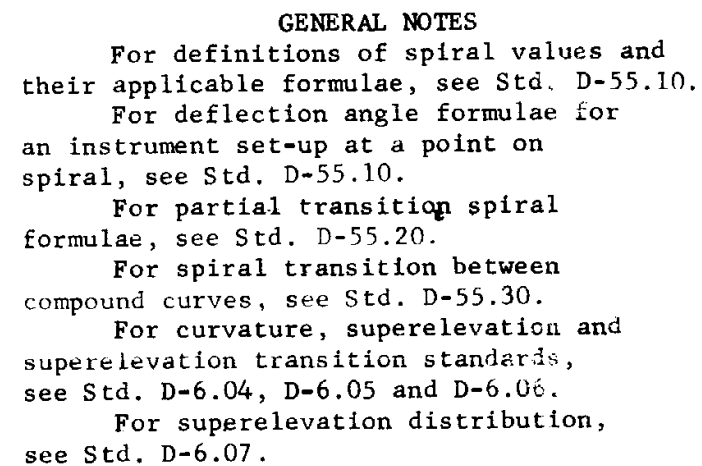 GENERAL NOTES
For definitions of spiral values and
their applicable formulae, see Std. D-55.10.
For deflection angle formulae for
an instrument set-up at a point on
spiral, see Std. D-55.10.
For partial transition spiral
formulae, see Std. D-55.20.
For spiral transition between
compound curves, see Std. D-55.30.
For curvature, superelevation and
superelevation transition standards,
see Std. D-6.04, D-6.05 and D-6.06.
For superelevation distribution,
see Std. D-6.07.